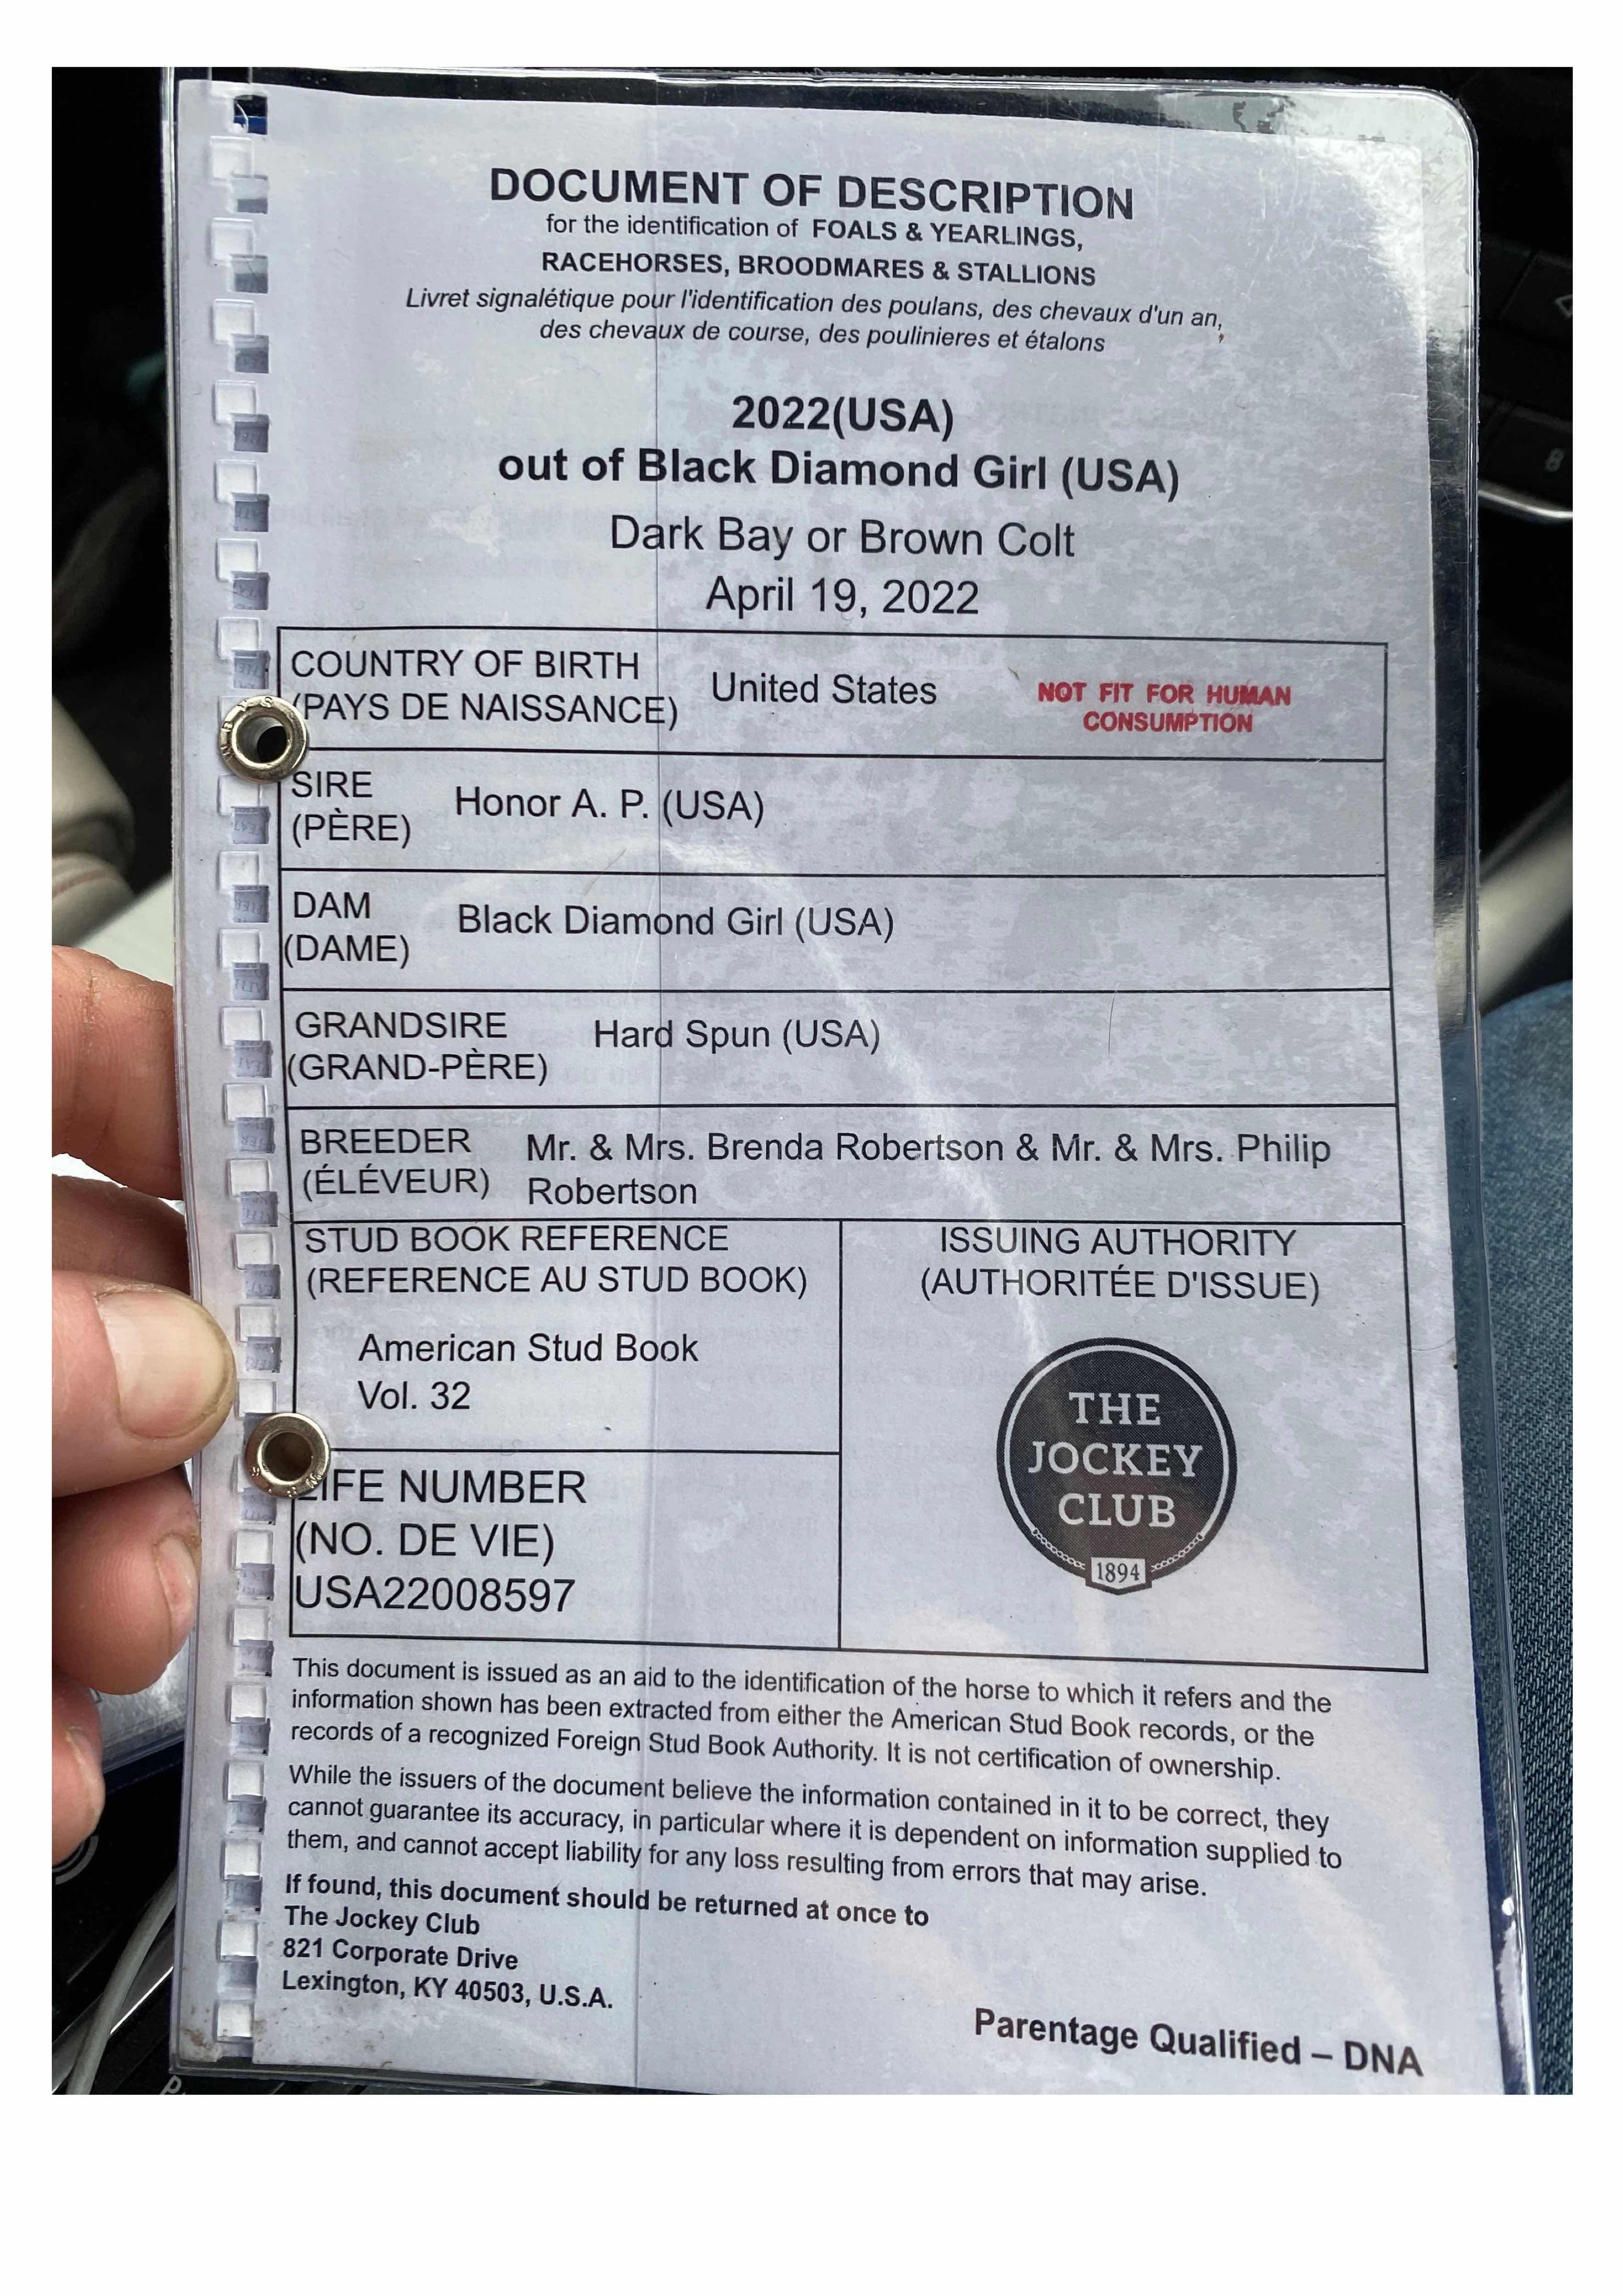 DOCUMENT OF DESCRIPTION
for the identification of FOALS & YEARLINGS,
RACEHORSES, BROODMARES & STALLIONS
Livret signalétique pour l'identification des poulans, des chevaux d'un an,
des chevaux de course, des poulinieres et étalons
2022(USA)
out of Black Diamond Girl (USA)
Dark Bay or Brown Colt
April 19, 2022
COUNTRY OF BIRTH
(PAYS DE NAISSANCE)
United States
NOT FIT FOR HUMAN
CONSUMPTION
SIRE
(PÈRE)
Honor A. P. (USA)
DAM
(DAME)
Black Diamond Girl (USA)
GRANDSIRE
(GRAND-PÈRE)
Hard Spun (USA)
BREEDER
(ÉLÉVEUR)
Mr. & Mrs. Brenda Robertson & Mr. & Mrs. Philip
Robertson
STUD BOOK REFERENCE
(REFERENCE AU STUD BOOK)
American Stud Book
Vol. 32
LIFE NUMBER
(NO. DE VIE)
USA22008597
ISSUING AUTHORITY
(AUTHORITÉE D'ISSUE)
THE
JOCKEY
CLUB
1894
This document is issued as an aid to the identification of the horse to which it refers and the
information shown has been extracted from either the American Stud Book records, or the
records of a recognized Foreign Stud Book Authority. It is not certification of ownership.
While the issuers of the document believe the information contained in it to be correct, they
cannot guarantee its accuracy, in particular where it is dependent on information supplied to
them, and cannot accept liability for any loss resulting from errors that may arise.
If found, this document should be returned at once to
The Jockey Club
821 Corporate Drive
Lexington, KY 40503, U.S.A.
Parentage Qualified – DNA
8